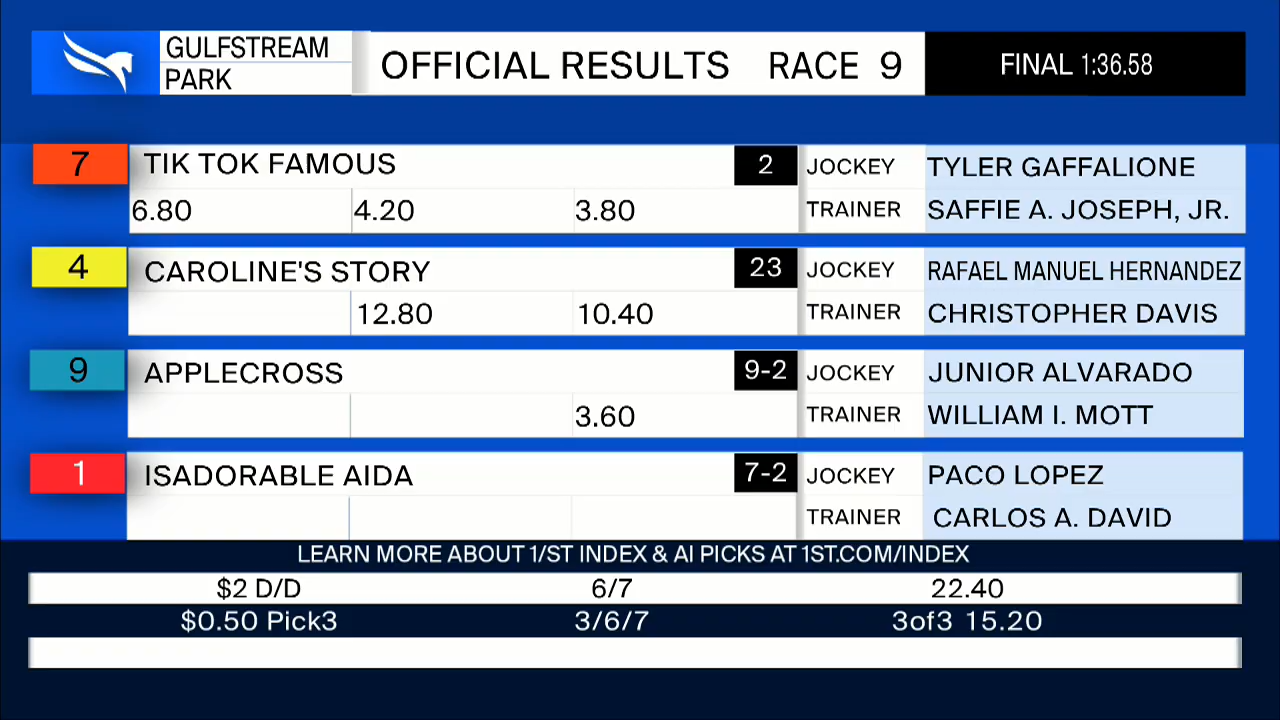 GULFSTREAM PARK
OFFICIAL RESULTS RACE 9
FINAL 1:36.58
7 TIK TOK FAMOUS 2 JOCKEY TYLER GAFFALIONE
6.80 4.20 3.80 TRAINER SAFFIE A. JOSEPH, JR.
4 CAROLINE'S STORY 23 JOCKEY RAFAEL MANUEL HERNANDEZ
12.80 10.40 TRAINER CHRISTOPHER DAVIS
9 APPLECROSS 9-2 JOCKEY JUNIOR ALVARADO
3.60 TRAINER WILLIAM I. MOTT
1 ISADORABLE AIDA 7-2 JOCKEY PACO LOPEZ
TRAINER CARLOS A. DAVID
LEARN MORE ABOUT 1/ST INDEX & AI PICKS AT 1ST.COM/INDEX
$2 D/D 6/7 22.40
$0.50 Pick3 3/6/7 3of3 15.20